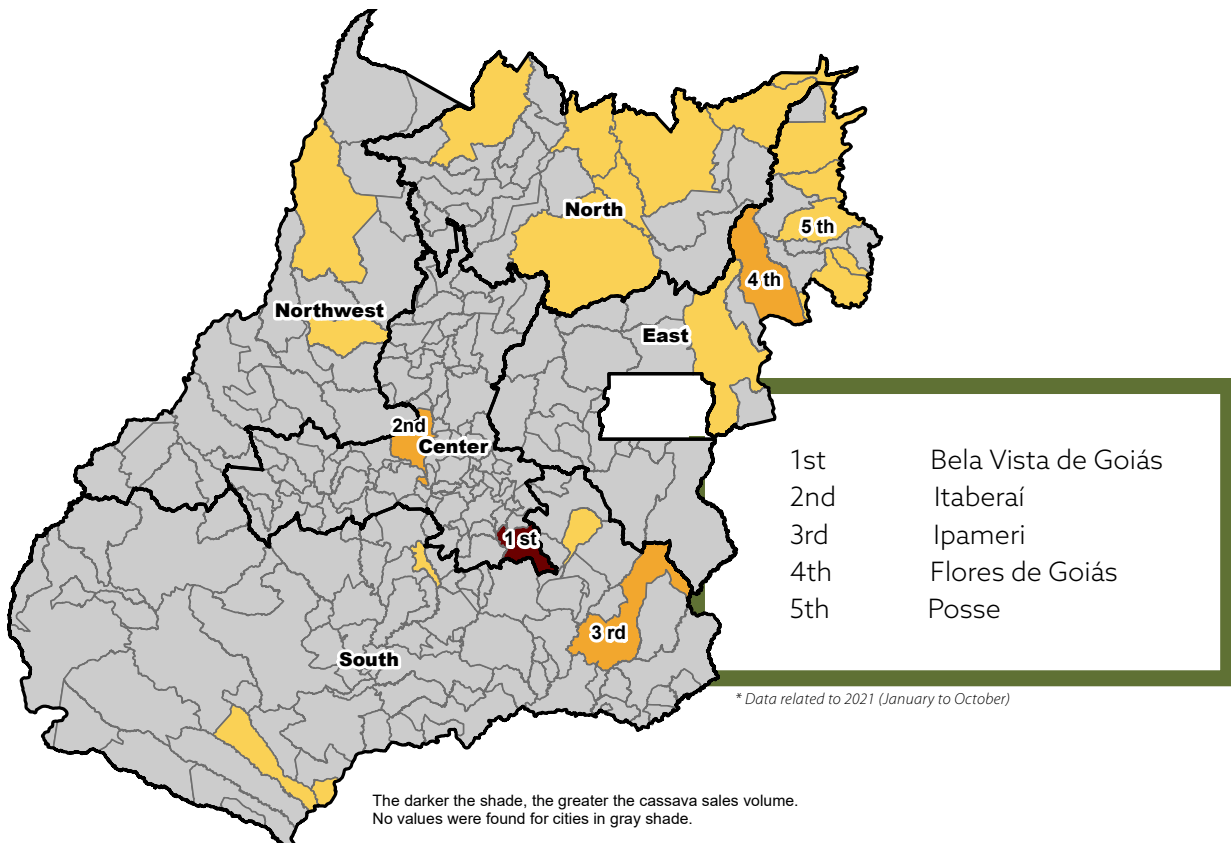 North
5 th
4 th
Northwest
East
2nd
Center
1st Bela Vista de Goiás
2nd Itaberaí
3rd Ipameri
4th Flores de Goiás
5th Posse
1 st
3 rd
South
* Data related to 2021 (January to October)
The darker the shade, the greater the cassava sales volume.
No values were found for cities in gray shade.